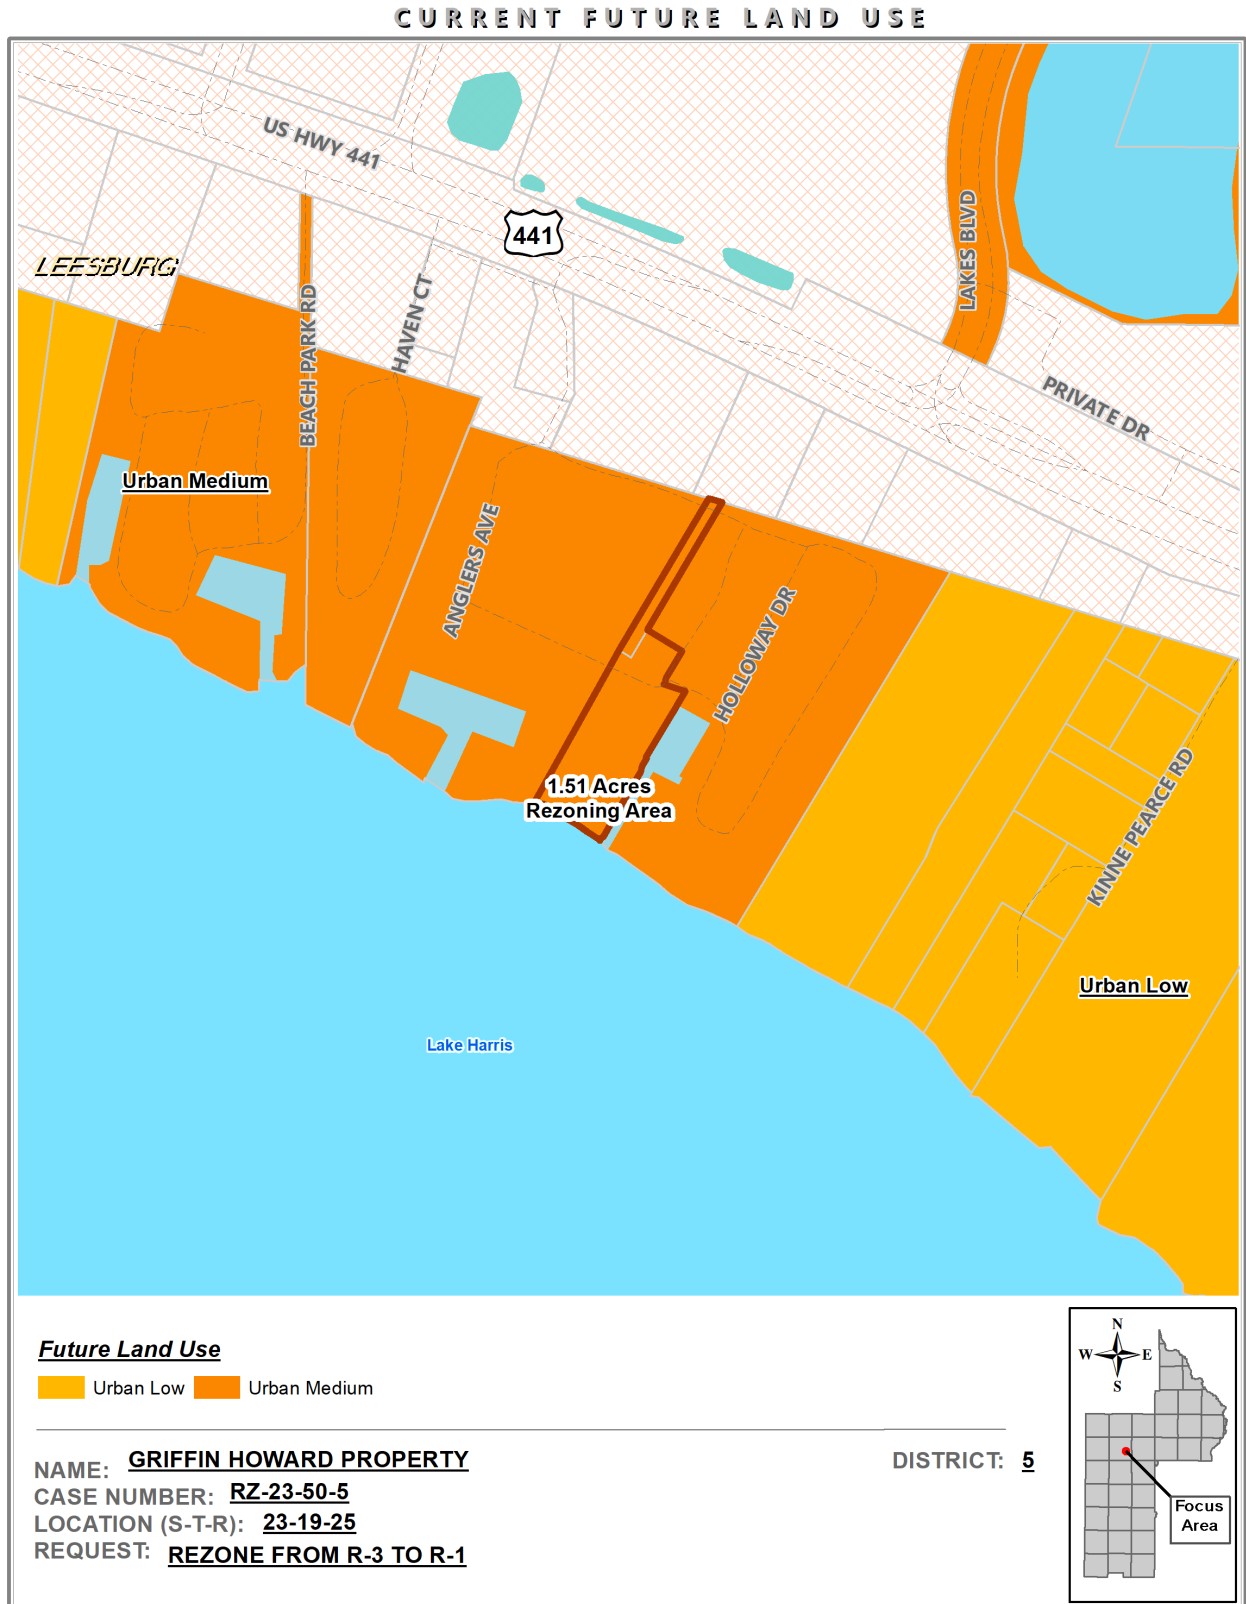 CURRENT FUTURE LAND USE
US HWY 441
441
LAKES BLVD
LEESBURG
BEACH PARK RD
HAVEN CT
PRIVATE DR
Urban Medium
ANGLERS AVE
HOLLOWAY DR
1.51 Acres
Rezoning Area
KINNE PEARCE RD
Urban Low
Lake Harris
Future Land Use
Urban Low
Urban Medium
NAME: GRIFFIN HOWARD PROPERTY
CASE NUMBER: RZ-23-50-5
LOCATION (S-T-R): 23-19-25
REQUEST: REZONE FROM R-3 TO R-1
DISTRICT: 5
N
W E
S
Focus
Area